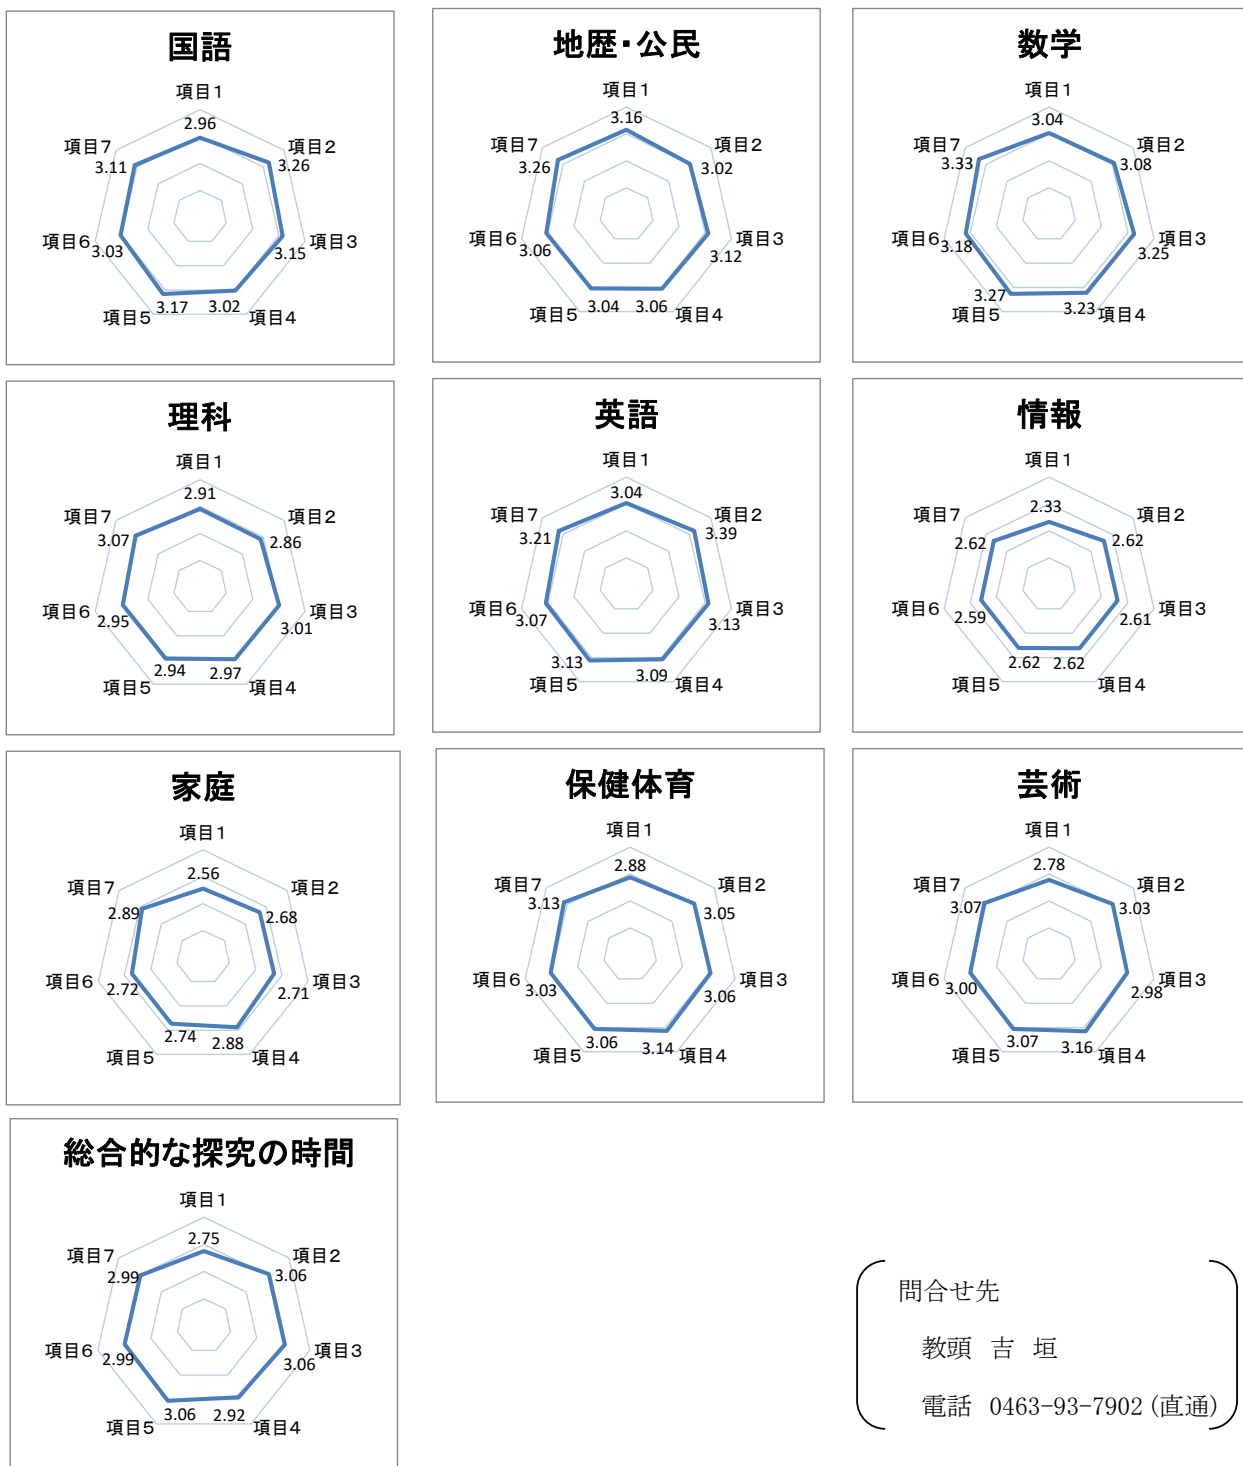 国語
項目1
2.96
項目7
項目2
3.11
3.26
項目6
項目3
3.03
3.15
項目5
3.17
3.02
項目4
地歴・公民
項目1
3.16
項目7
項目2
3.26
3.02
項目6
項目3
3.06
3.12
項目5
3.04
3.06
項目4
数学
項目1
3.04
項目7
項目2
3.33
3.08
項目6
項目3
3.18
3.25
項目5
3.27
3.23
項目4
理科
項目1
2.91
項目7
項目2
3.07
2.86
項目6
項目3
2.95
3.01
項目5
2.94
2.97
項目4
英語
項目1
3.04
項目7
項目2
3.21
3.39
項目6
項目3
3.07
3.13
項目5
3.13
3.09
項目4
情報
項目1
2.33
項目7
項目2
2.62
2.62
項目6
項目3
2.59
2.61
項目5
2.62
2.62
項目4
家庭
項目1
2.56
項目7
項目2
2.89
2.68
項目6
項目3
2.72
2.71
項目5
2.74
2.88
項目4
保健体育
項目1
2.88
項目7
項目2
3.13
3.05
項目6
項目3
3.03
3.06
項目5
3.06
3.14
項目4
芸術
項目1
2.78
項目7
項目2
3.07
3.03
項目6
項目3
3.00
2.98
項目5
3.07
3.16
項目4
総合的な探究の時間
項目1
2.75
項目7
項目2
2.99
3.06
項目6
項目3
2.99
3.06
項目5
3.06
2.92
項目4
問合せ先
教頭 吉 垣
電話 0463-93-7902(直通)